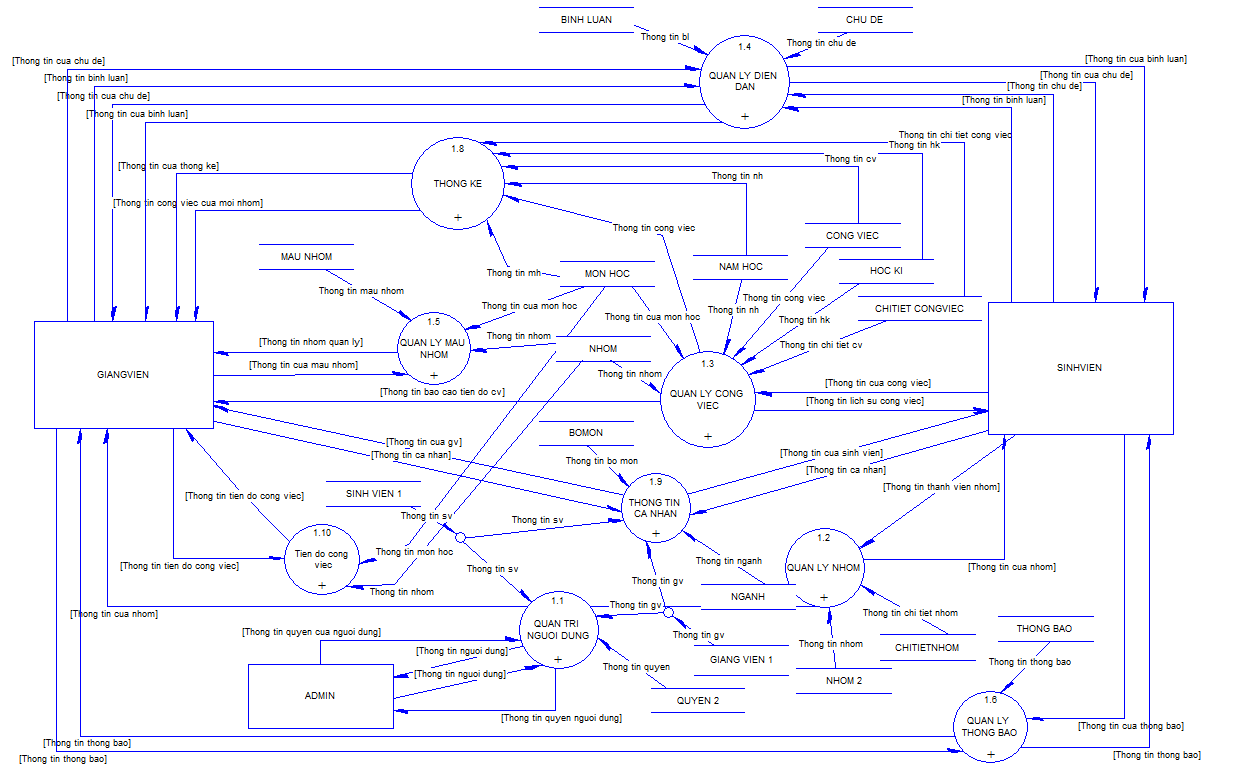 BINH LUAN
CHU DE
Thong tin bl
Thong tin chu de
1.4
QUAN LY DIEN
DAN
+
[Thong tin cua chu de]
[Thong tin binh luan]
[Thong tin cua chu de]
[Thong tin cua binh luan]
[Thong tin cua binh luan]
[Thong tin cua chu de]
[Thong tin chu de]
[Thong tin binh luan]
Thong tin chi tiet cong viec
Thong tin hk
Thong tin cv
Thong tin nh
1.8
THONG KE
+
[Thong tin cua thong ke]
[Thong tin cong viec cua moi nhom]
Thong tin cong viec
CONG VIEC
MAU NHOM
Thong tin mh
MON HOC
NAM HOC
HOC KI
Thong tin mau nhom
Thong tin cua mon hoc
Thong tin cua mon hoc
Thong tin cong viec
Thong tin nh
Thong tin hk
CHITIET CONGVIEC
1.5
QUAN LY MAU
NHOM
+
Thong tin nhom
NHOM
Thong tin chi tiet cv
[Thong tin nhom quan ly]
[Thong tin cua mau nhom]
GIANGVIEN
SINHVIEN
Thong tin nhom
1.3
QUAN LY CONG
VIEC
+
[Thong tin bao cao tien do cv]
[Thong tin cua cong viec]
[Thong tin lich su cong viec]
BOMON
[Thong tin cua gv]
[Thong tin ca nhan]
Thong tin bo mon
[Thong tin cua sinh vien]
[Thong tin ca nhan]
1.9
THONG TIN
CA NHAN
+
[Thong tin tien do cong viec]
SINH VIEN 1
Thong tin sv
Thong tin sv
[Thong tin thanh vien nhom]
1.10
Tien do cong
viec
+
Thong tin mon hoc
Thong tin nhom
Thong tin sv
[Thong tin tien do cong viec]
Thong tin nganh
1.2
QUAN LY NHOM
+
[Thong tin cua nhom]
Thong tin gv
NGANH
Thong tin gv
[Thong tin cua nhom]
1.1
QUAN TRI
NGUOI DUNG
+
Thong tin gv
Thong tin chi tiet nhom
THONG BAO
[Thong tin quyen cua nguoi dung]
[Thong tin nguoi dung]
[Thong tin nguoi dung]
Thong tin nhom
CHITIETNHOM
GIANG VIEN 1
Thong tin quyen
Thong tin thong bao
NHOM 2
ADMIN
QUYEN 2
[Thong tin quyen nguoi dung]
1.6
QUAN LY
THONG BAO
+
[Thong tin cua thong bao]
[Thong tin thong bao]
[Thong tin thong bao]
[Thong tin thong bao]